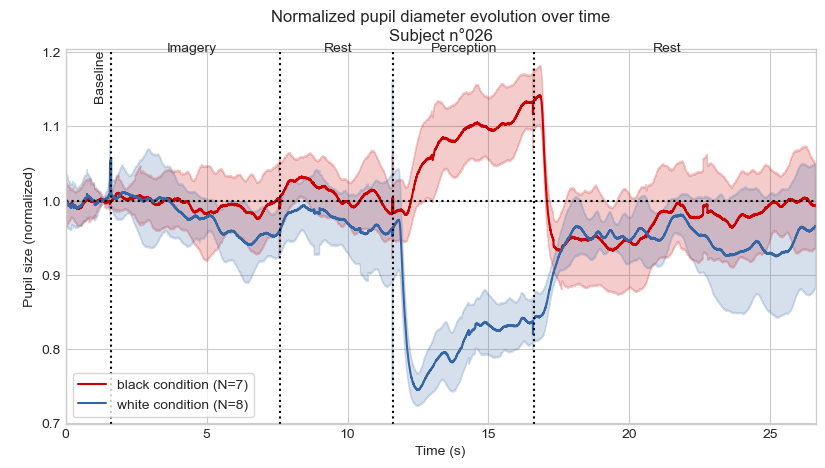 Normalized pupil diameter evolution over time
Subject n°026
Imagery
Rest
Perception
Rest
Baseline
1.2
1.1
1.0
0.9
0.8
0.7
Pupil size (normalized)
black condition (N=7)
white condition (N=8)
0
5
10
15
20
25
Time (s)